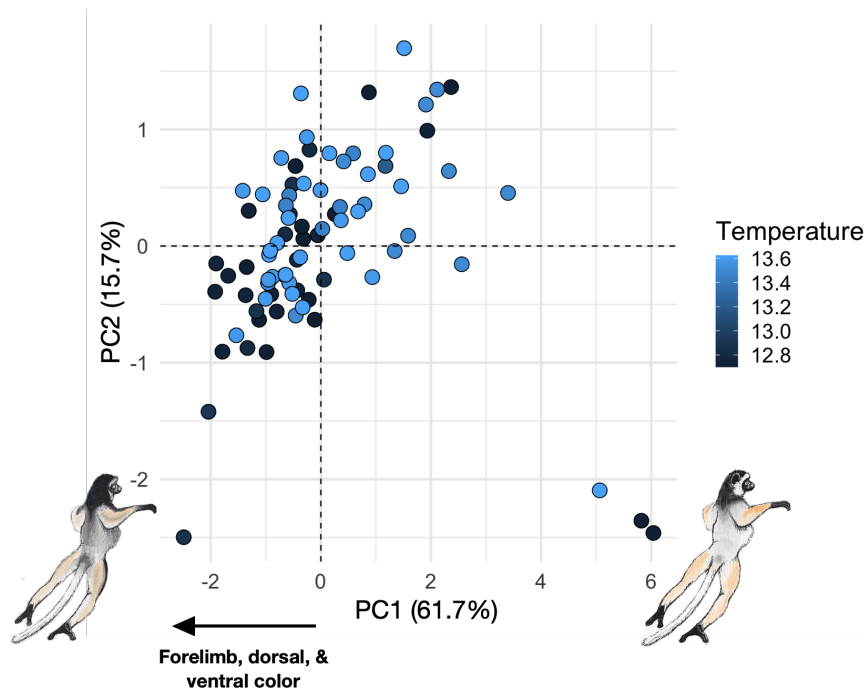 1
0
-1
-2
PC2 (15.7%)
-2
0
2
4
6
PC1 (61.7%)
Forelimb, dorsal, &
ventral color
Temperature
13.6
13.4
13.2
13.0
12.8